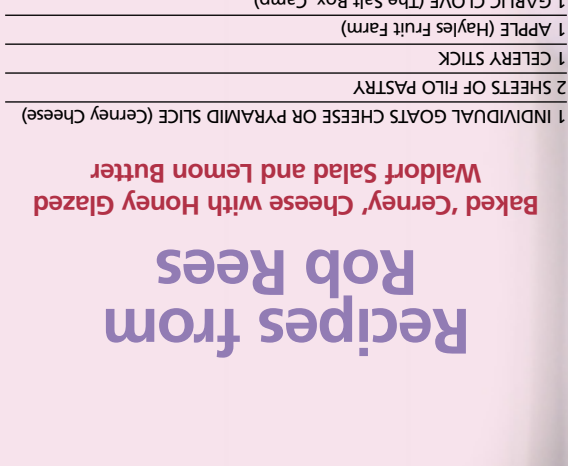 Recipes from
Rob Rees
Baked 'Cerney' Cheese with Honey Glazed
Waldorf Salad and Lemon Butter
1 INDIVIDUAL GOATS CHEESE OR PYRAMID SLICE (Cerney Cheese)
2 SHEETS OF FILO PASTRY
1 CELERY STICK
1 APPLE (Hayles Fruit Farm)
1 GARLIC CLOVE (The Salt Box, Camp)